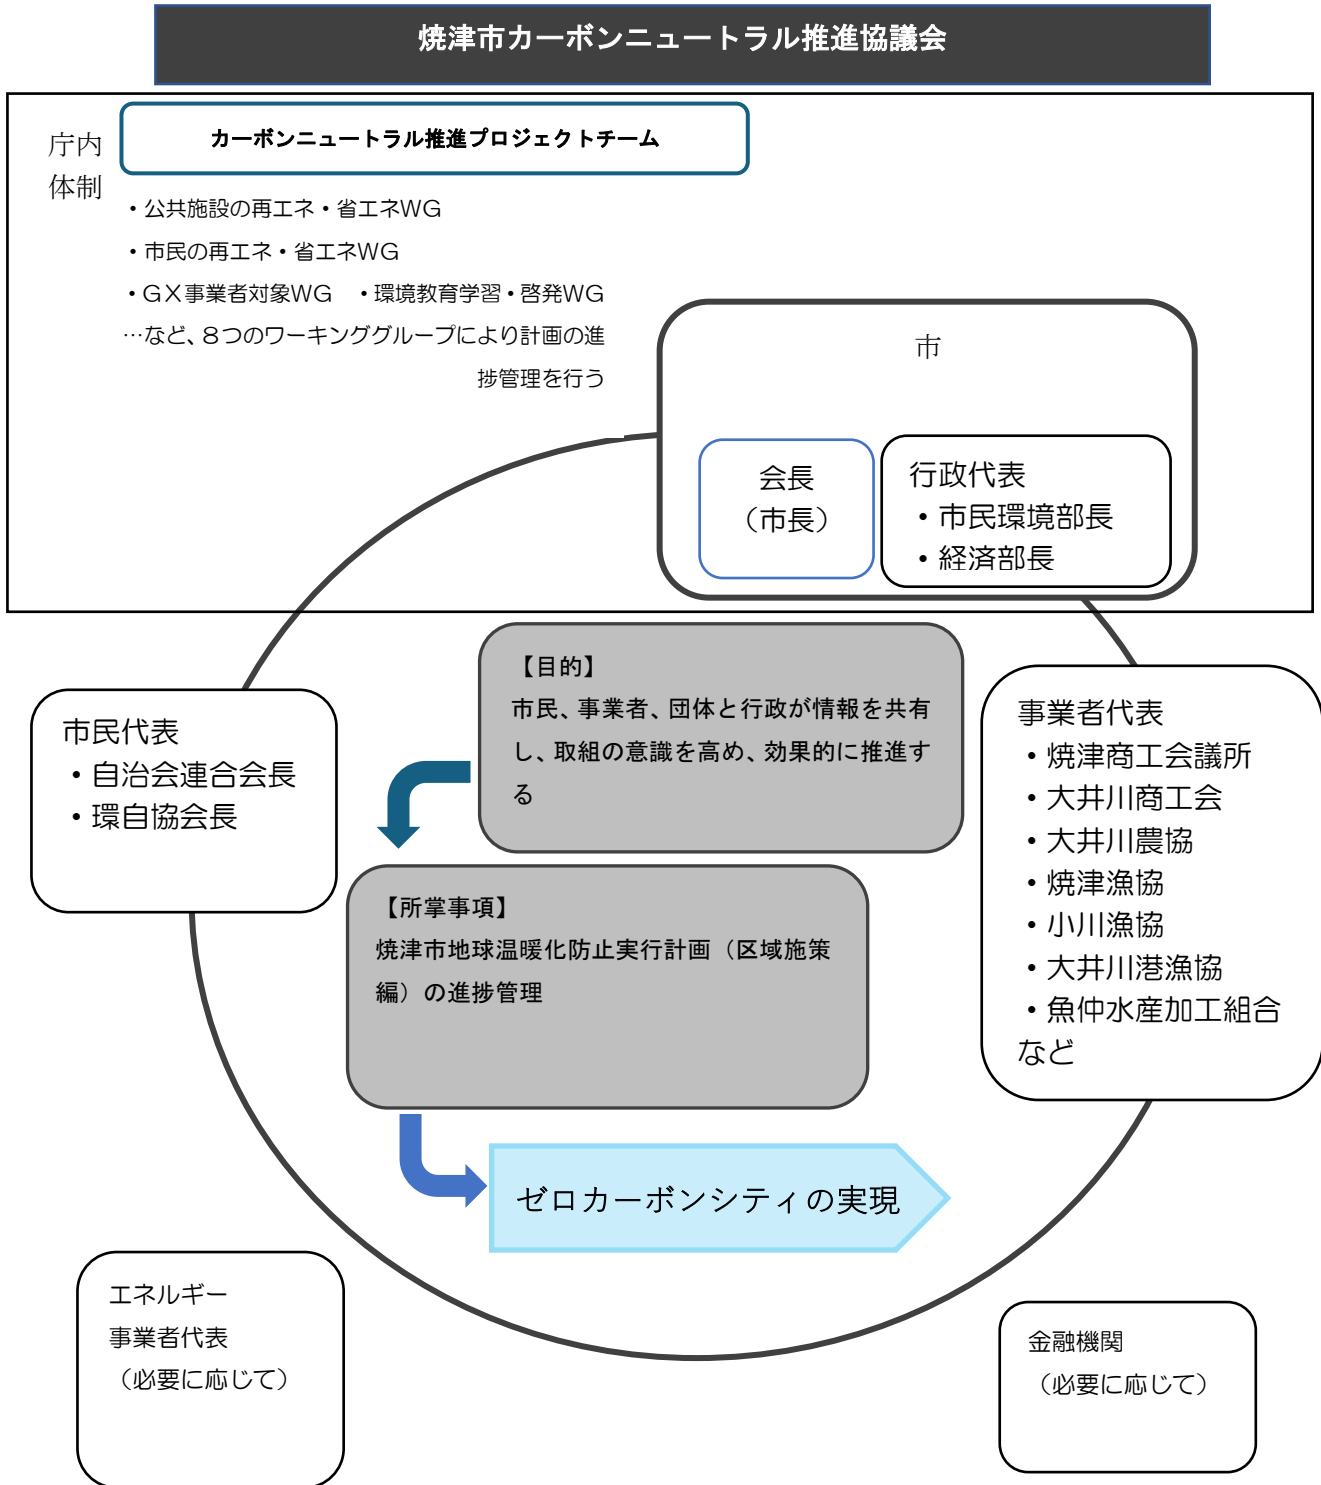 焼津市カーボンニュートラル推進協議会
庁内
体制
カーボンニュートラル推進プロジェクトチーム
・公共施設の再エネ・省エネWG
・市民の再エネ・省エネWG
・GX事業者対象WG　・環境教育学習・啓発WG
…など、８つのワーキンググループにより計画の進
捗管理を行う
市
会長
（市長）
行政代表
・市民環境部長
・経済部長
【目的】
市民、事業者、団体と行政が情報を共有
し、取組の意識を高め、効果的に推進す
る
市民代表
・自治会連合会長
・環自協会長
事業者代表
・焼津商工会議所
・大井川商工会
・大井川農協
・焼津漁協
・小川漁協
・大井川港漁協
・魚仲水産加工組合
など
【所掌事項】
焼津市地球温暖化防止実行計画（区域施策
編）の進捗管理
ゼロカーボンシティの実現
エネルギー
事業者代表
（必要に応じて）
金融機関
（必要に応じて）